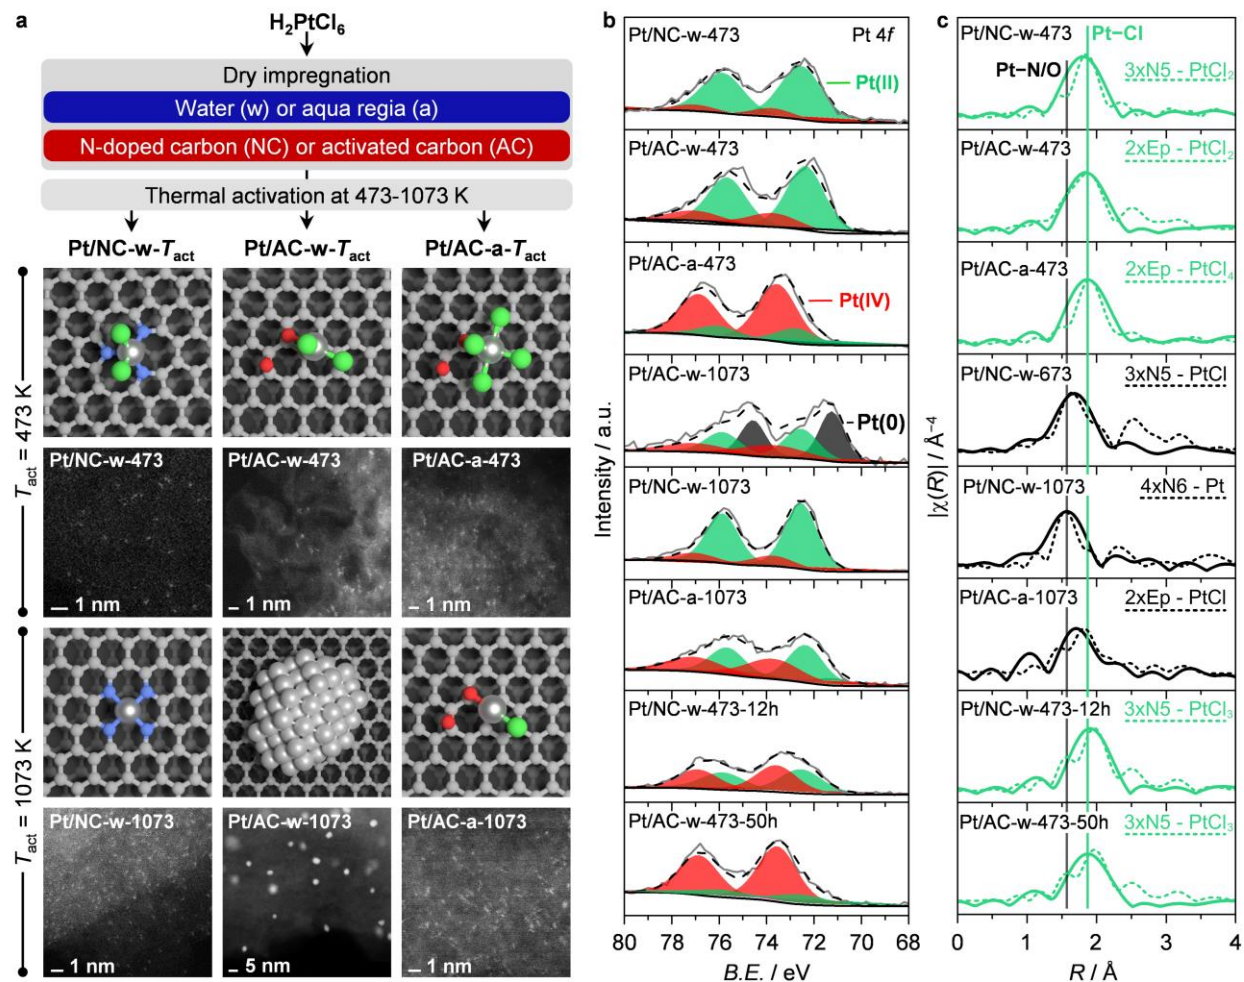 a
H₂PtCl₆
Dry impregnation
Water (w) or aqua regia (a)
N-doped carbon (NC) or activated carbon (AC)
Thermal activation at 473-1073 K
Pt/NC-w-Tact
Pt/AC-w-Tact
Pt/AC-a-Tact
Tact = 473 K
Pt/NC-w-473
1 nm
Pt/AC-w-473
1 nm
Pt/AC-a-473
1 nm
Tact = 1073 K
Pt/NC-w-1073
1 nm
Pt/AC-w-1073
5 nm
Pt/AC-a-1073
1 nm
b
Pt/NC-w-473
Pt 4f
Pt(II)
Pt/AC-w-473
Pt/AC-a-473
Pt(IV)
Pt/AC-w-1073
Pt(0)
Pt/NC-w-1073
Pt/AC-a-1073
Pt/NC-w-473-12h
Pt/AC-w-473-50h
Intensity / a.u.
80 76 72 70 68
B.E. / eV
c
Pt/NC-w-473
Pt−Cl
Pt−N/O
3xN5 - PtCl₂
Pt/AC-w-473
2xEp - PtCl₂
Pt/AC-a-473
2xEp - PtCl₄
Pt/NC-w-673
3xN5 - PtCl
Pt/NC-w-1073
4xN6 - Pt
Pt/AC-a-1073
2xEp - PtCl
Pt/NC-w-473-12h
3xN5 - PtCl₃
Pt/AC-w-473-50h
3xN5 - PtCl₃
|χ(R)| / Å⁻⁴
0 1 2 3 4
R / Å